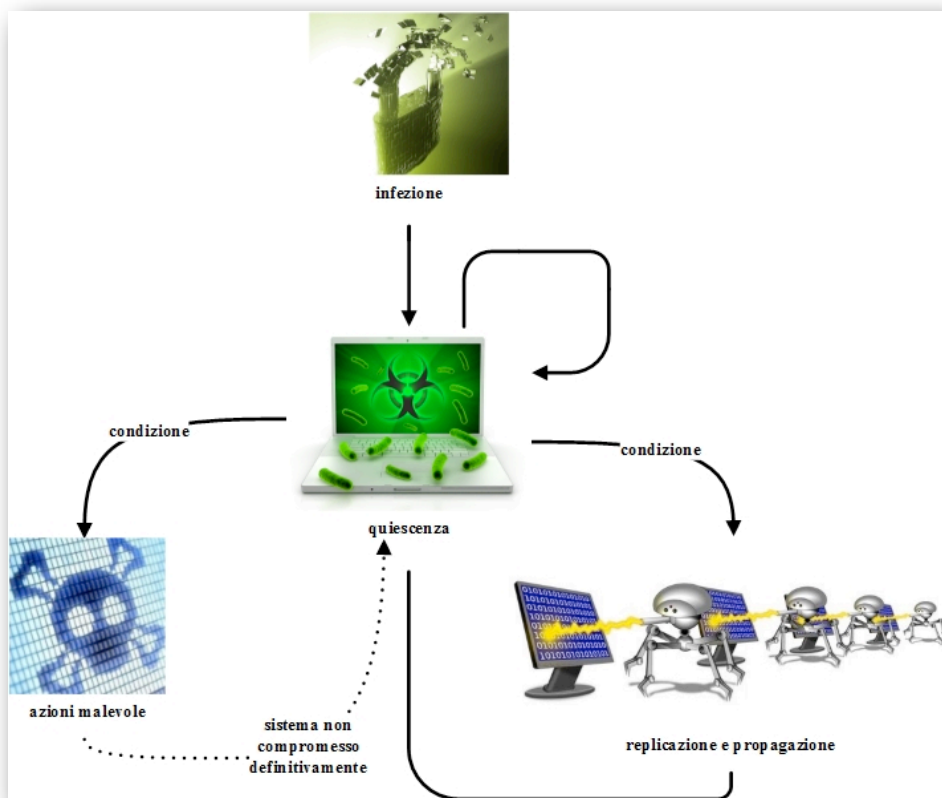 infezione
condizione
condizione
quiescenza
azioni malevole
sistema non
compromesso
definitivamente
replicazione e propagazione